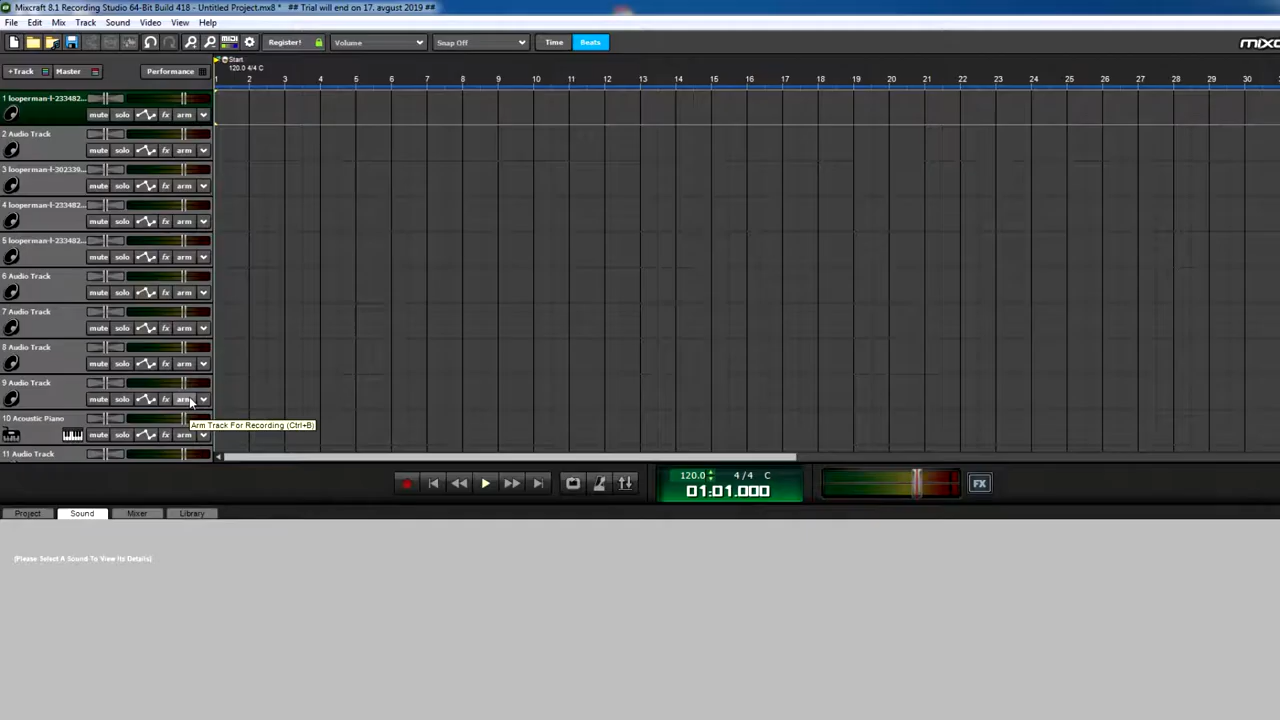 Mixcraft 8.1 Recording Studio 64-Bit Build 418 - Untitled Project.mx8 *   ## Trial will end on 17. avgust 2019 ##
File Edit Mix Track Sound Video View Help
Register! Volume Snap Off Time Beats
+Track Master Performance
Start
120.0 4/4 C
1 2 3 4 5 6 7 8 9 10 11 12 13 14 15 16 17 18 19 20 21 22 23 24 25 26 27 28 29 30
1 looperman-l-233482...
mute solo fx arm
2 Audio Track
mute solo fx arm
3 looperman-l-302339...
mute solo fx arm
4 looperman-l-233482...
mute solo fx arm
5 looperman-l-233482...
mute solo fx arm
6 Audio Track
mute solo fx arm
7 Audio Track
mute solo fx arm
8 Audio Track
mute solo fx arm
9 Audio Track
mute solo fx arm
10 Acoustic Piano
Arm Track For Recording (Ctrl+B)
mute solo fx arm
11 Audio Track
120.0 4/4 C
01:01.000
FX
Project Sound Mixer Library
(Please Select A Sound To View Its Details)